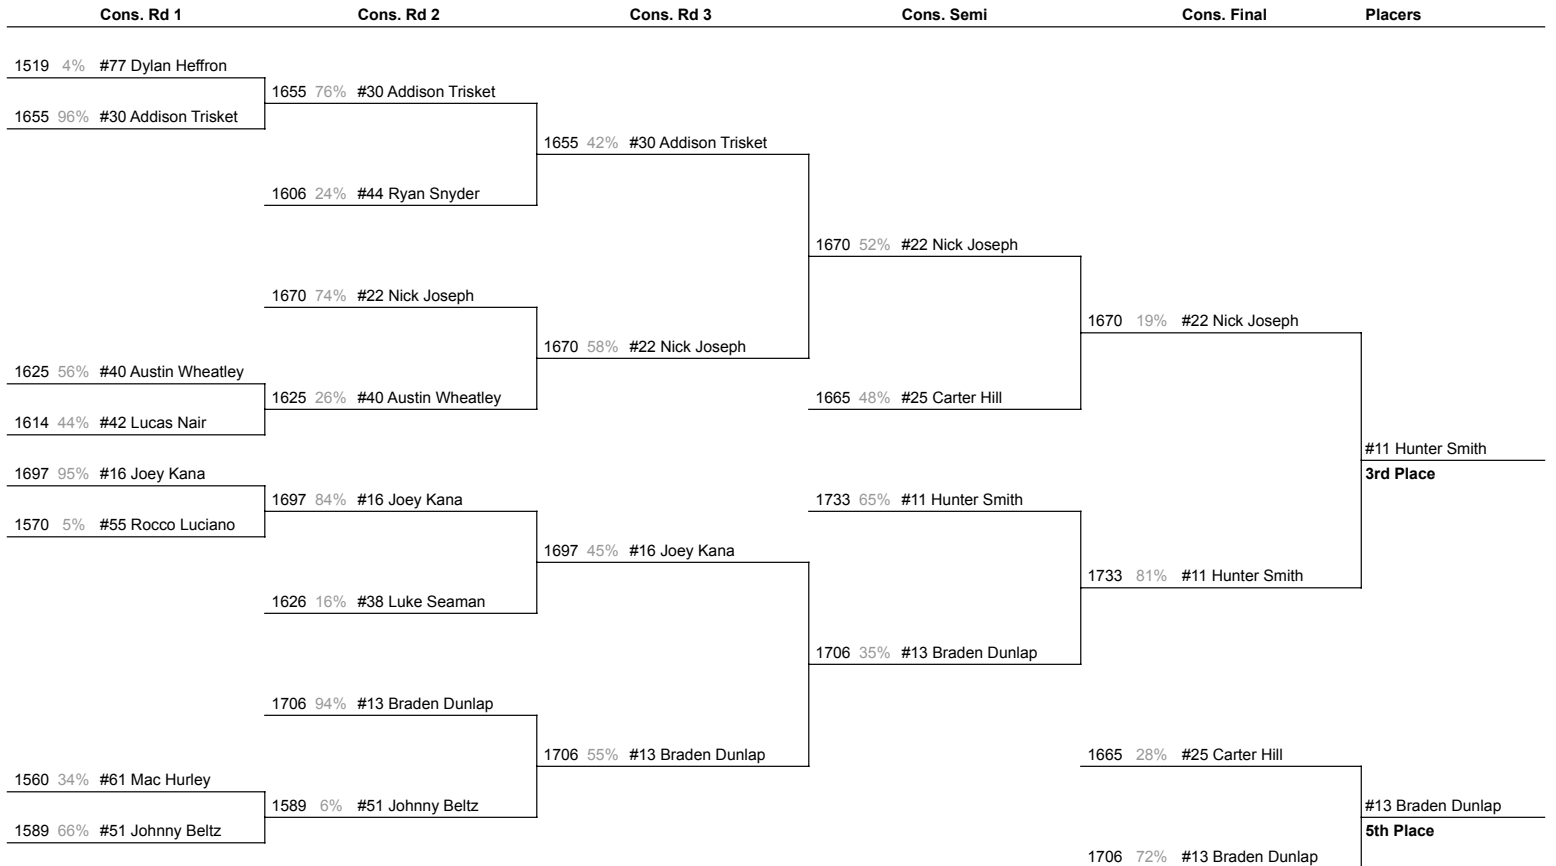 Cons. Rd 1 Cons. Rd 2 Cons. Rd 3 Cons. Semi Cons. Final Placers
1519 4% #77 Dylan Heffron
1655 76% #30 Addison Trisket
1655 96% #30 Addison Trisket
1655 42% #30 Addison Trisket
1606 24% #44 Ryan Snyder
1670 52% #22 Nick Joseph
1670 74% #22 Nick Joseph
1670 19% #22 Nick Joseph
1670 58% #22 Nick Joseph
1625 56% #40 Austin Wheatley
1625 26% #40 Austin Wheatley
1665 48% #25 Carter Hill
1614 44% #42 Lucas Nair
#11 Hunter Smith
1697 95% #16 Joey Kana
3rd Place
1697 84% #16 Joey Kana
1733 65% #11 Hunter Smith
1570 5% #55 Rocco Luciano
1697 45% #16 Joey Kana
1733 81% #11 Hunter Smith
1626 16% #38 Luke Seaman
1706 35% #13 Braden Dunlap
1706 94% #13 Braden Dunlap
1706 55% #13 Braden Dunlap
1665 28% #25 Carter Hill
1560 34% #61 Mac Hurley
1589 6% #51 Johnny Beltz
#13 Braden Dunlap
1589 66% #51 Johnny Beltz
5th Place
1706 72% #13 Braden Dunlap